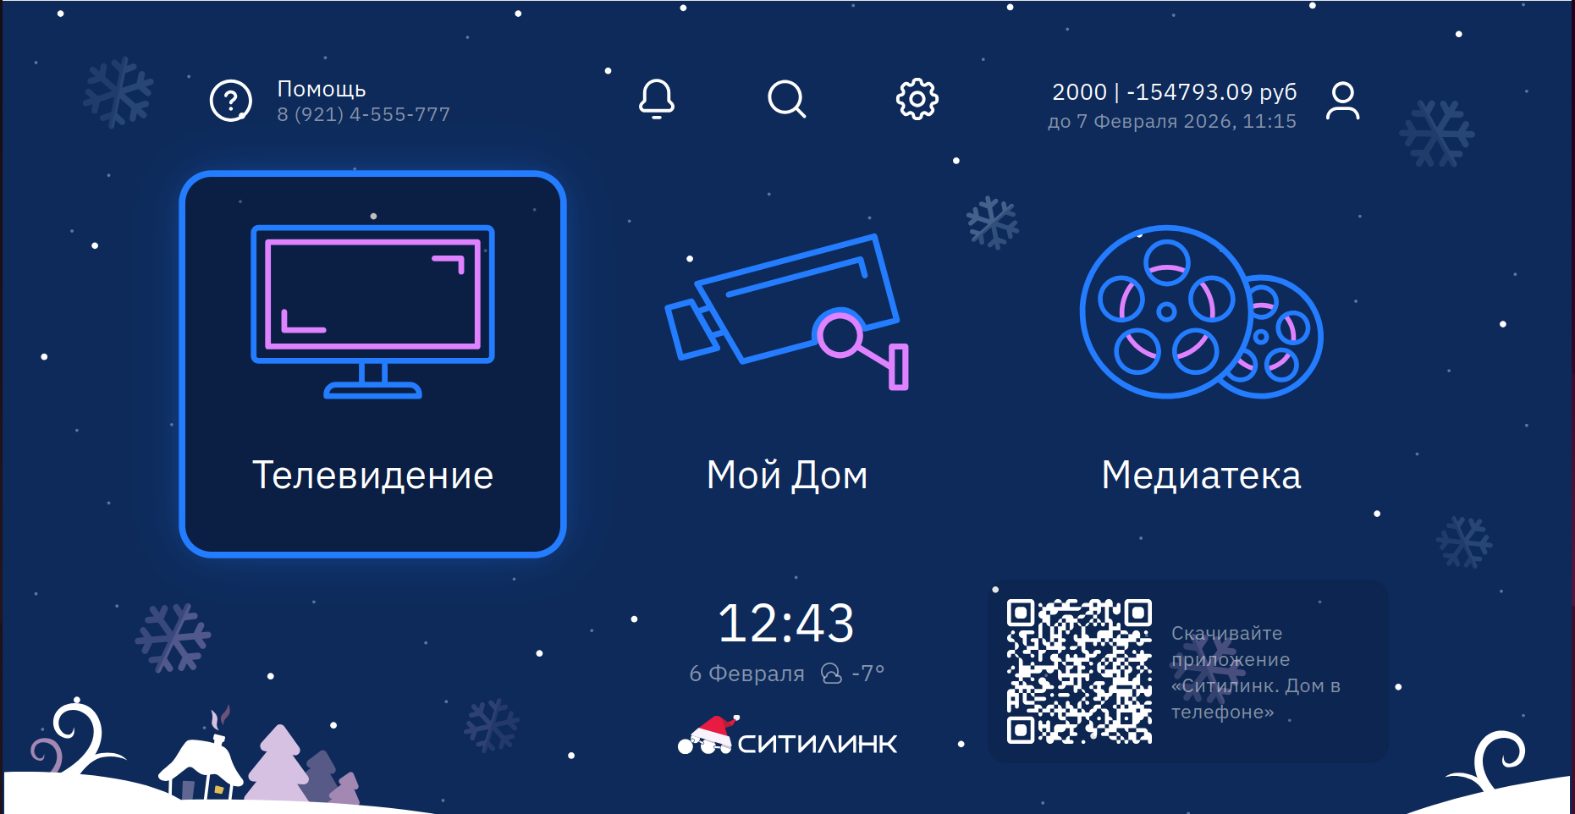 Помощь
8 (921) 4-555-777
2000 | -154793.09 руб
до 7 Февраля 2026, 11:15
Телевидение
Мой Дом
Медиатека
12:43
6 Февраля -7°
СИТИЛИНК
Скачивайте
приложение
«Ситилинк. Дом в
телефоне»